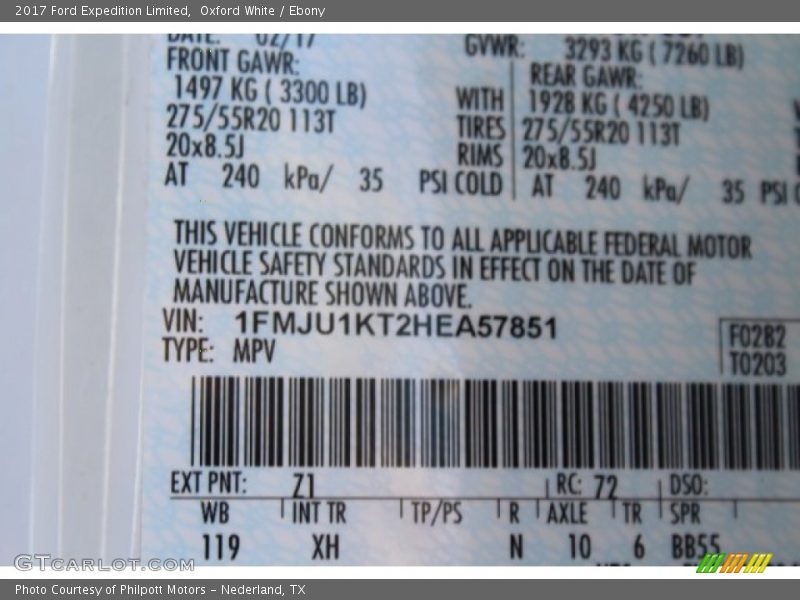 2017 Ford Expedition Limited, Oxford White / Ebony
DATE: 02/17 GVWR: 3293 KG ( 7260 LB)
FRONT GAWR: REAR GAWR:
1497 KG ( 3300 LB) WITH 1928 KG ( 4250 LB)
275/55R20 113T TIRES 275/55R20 113T
20x8.5J RIMS 20x8.5J
AT 240 kPa/ 35 PSI COLD AT 240 kPa/ 35 PSI
THIS VEHICLE CONFORMS TO ALL APPLICABLE FEDERAL MOTOR
VEHICLE SAFETY STANDARDS IN EFFECT ON THE DATE OF
MANUFACTURE SHOWN ABOVE.
VIN: 1FMJU1KT2HEA57851
TYPE: MPV
F0282
T0203
EXT PNT: Z1 RC: 72 DSO:
WB INT TR TP/PS R AXLE TR SPR
119 XH N 10 6 BB55
GTCarLot.com
Photo Courtesy of Philpott Motors - Nederland, TX